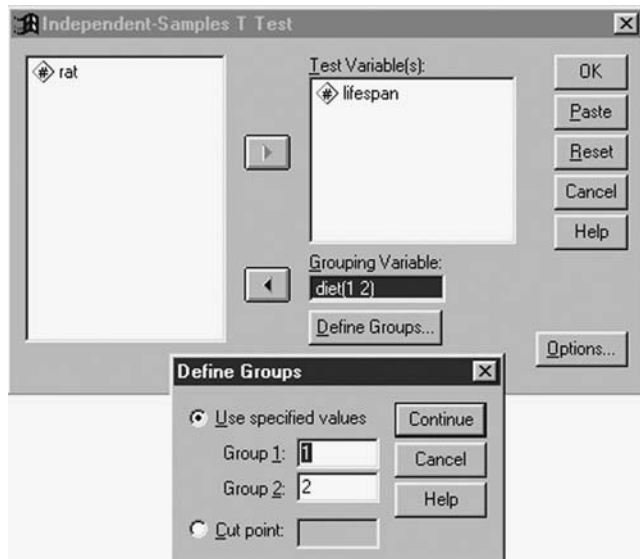 Independent-Samples T Test
# rat
Test Variable(s):
# lifespan
OK
Paste
Reset
Cancel
Help
Grouping Variable:
diet(1 2)
Define Groups...
Options...
Define Groups
Use specified values
Group 1: 1
Group 2: 2
Cut point:
Continue
Cancel
Help